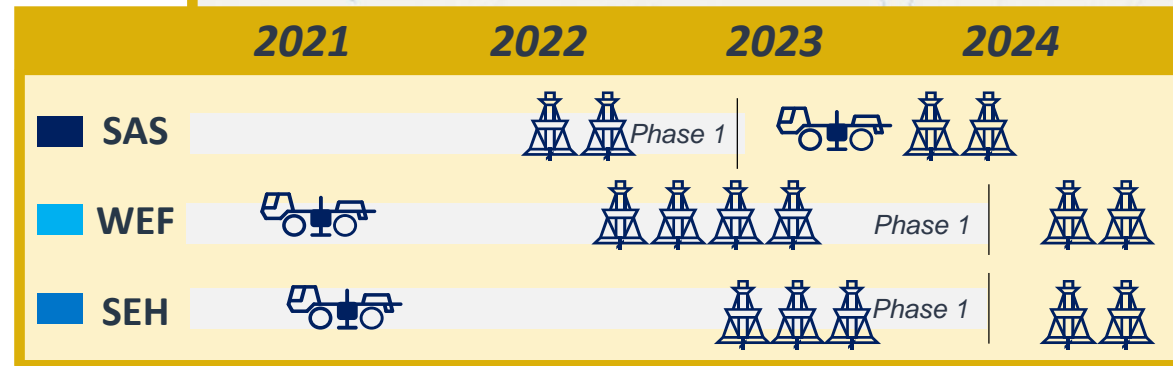 2021 2022 2023 2024
SAS Phase 1
WEF Phase 1
SEH Phase 1